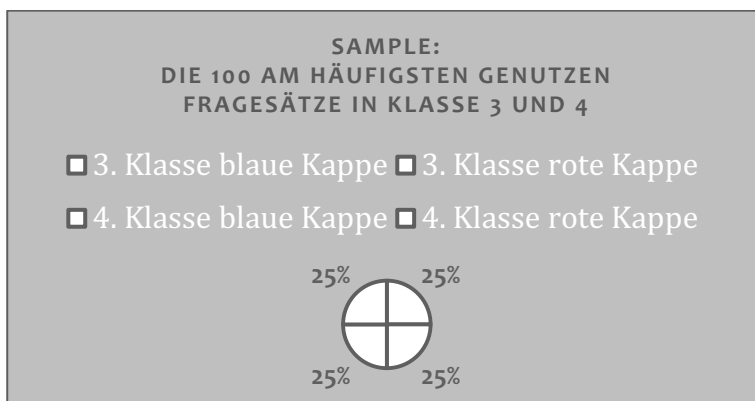 SAMPLE:
DIE 100 AM HÄUFIGSTEN GENUTZEN
FRAGESÄTZE IN KLASSE 3 UND 4
3. Klasse blaue Kappe 3. Klasse rote Kappe
4. Klasse blaue Kappe 4. Klasse rote Kappe
25% 25%
25% 25%